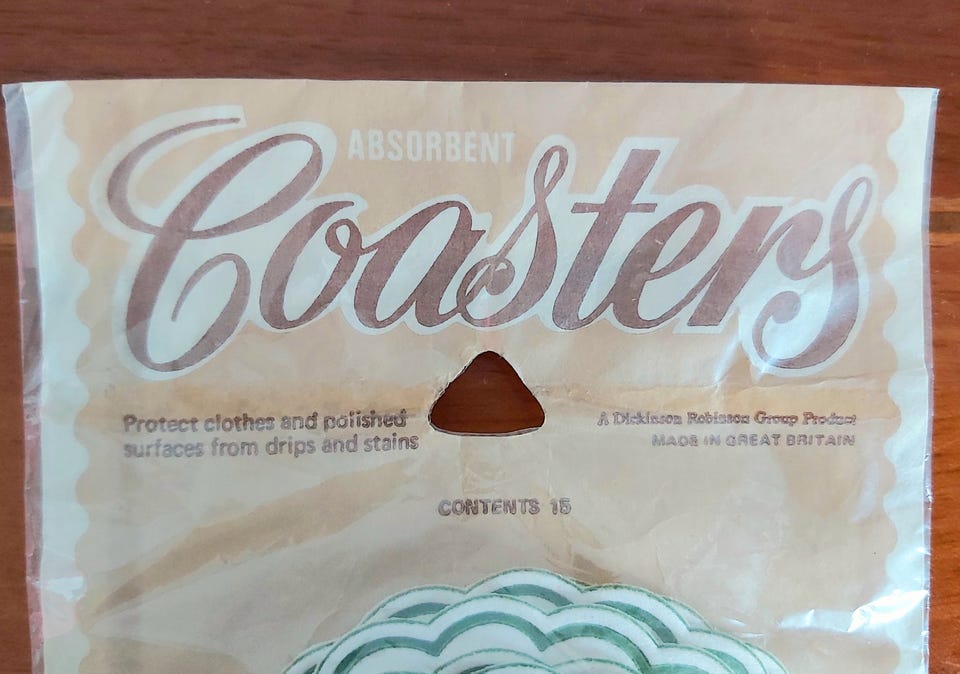 ABSORBENT
Coasters
Protect clothes and polished
surfaces from drips and stains
A Dickinson Robinson Group Product
MADE IN GREAT BRITAIN
CONTENTS 15